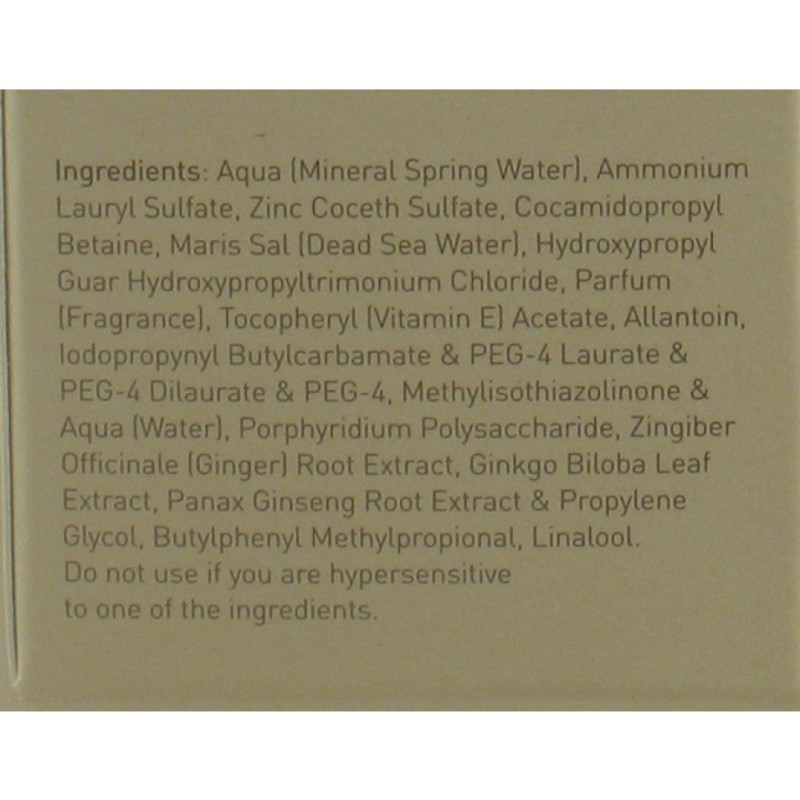 Ingredients: Aqua (Mineral Spring Water), Ammonium
Lauryl Sulfate, Zinc Coceth Sulfate, Cocamidopropyl
Betaine, Maris Sal (Dead Sea Water), Hydroxypropyl
Guar Hydroxypropyltrimonium Chloride, Parfum
(Fragrance), Tocopheryl (Vitamin E) Acetate, Allantoin,
Iodopropynyl Butylcarbamate & PEG-4 Laurate &
PEG-4 Dilaurate & PEG-4, Methylisothiazolinone &
Aqua (Water), Porphyridium Polysaccharide, Zingiber
Officinale (Ginger) Root Extract, Ginkgo Biloba Leaf
Extract, Panax Ginseng Root Extract & Propylene
Glycol, Butylphenyl Methylpropional, Linalool.
Do not use if you are hypersensitive
to one of the ingredients.